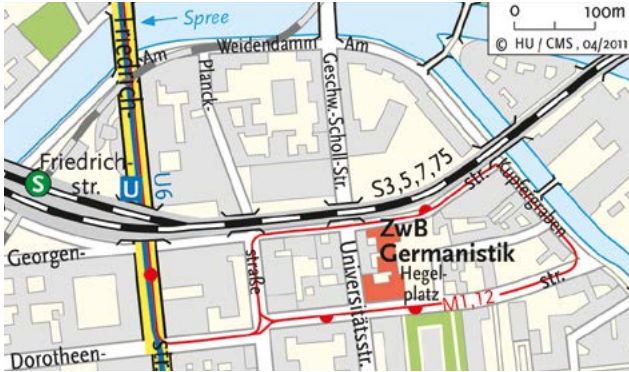 Spree
0 100m
© HU / CMS, 04/2011
Friedrich-
Am
Weidendamm
Am
Planck-
Geschw.-Scholl-Str.
Friedrich-
str.
S
U
U6
S3,5,7,75
str.
Kupfergraben
ZwB
Germanistik
Hegel-
platz
Georgen-
straße
Universitätsstr.
M1,12
str.
Dorotheen-
str.